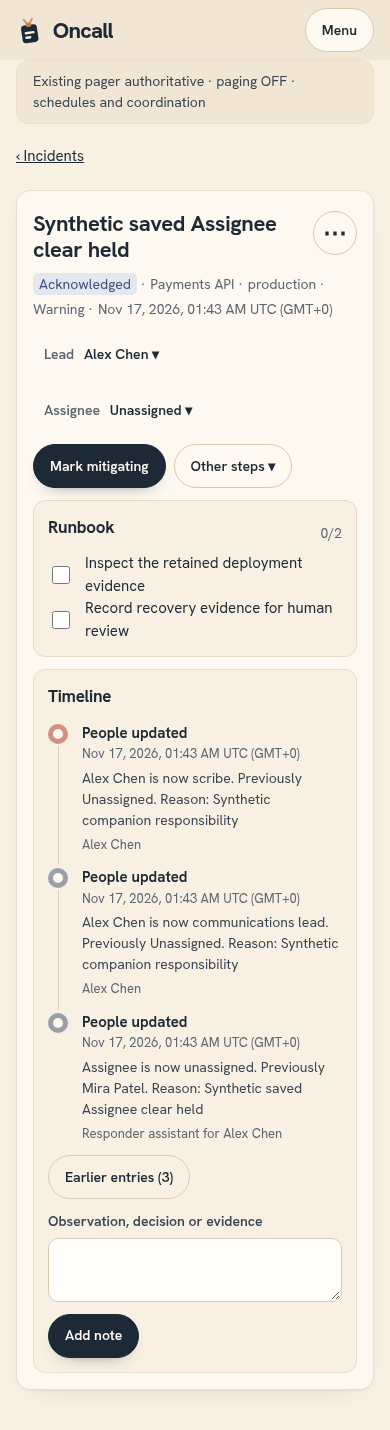 Oncall
Menu
Existing pager authoritative · paging OFF ·
schedules and coordination
‹ Incidents
Synthetic saved Assignee
clear held
...
Acknowledged · Payments API · production ·
Warning · Nov 17, 2026, 01:43 AM UTC (GMT+0)
Lead Alex Chen ▾
Assignee Unassigned ▾
Mark mitigating
Other steps ▾
Runbook
0/2
Inspect the retained deployment
evidence
Record recovery evidence for human
review
Timeline
People updated
Nov 17, 2026, 01:43 AM UTC (GMT+0)
Alex Chen is now scribe. Previously
Unassigned. Reason: Synthetic
companion responsibility
Alex Chen
People updated
Nov 17, 2026, 01:43 AM UTC (GMT+0)
Alex Chen is now communications lead.
Previously Unassigned. Reason: Synthetic
companion responsibility
Alex Chen
People updated
Nov 17, 2026, 01:43 AM UTC (GMT+0)
Assignee is now unassigned. Previously
Mira Patel. Reason: Synthetic saved
Assignee clear held
Responder assistant for Alex Chen
Earlier entries (3)
Observation, decision or evidence
Add note